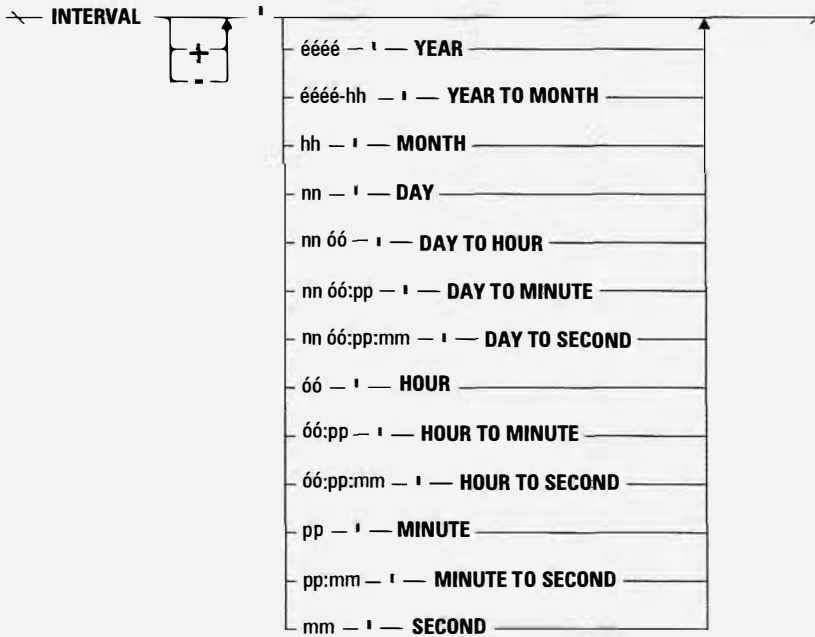 INTERVAL '
+
-
éééé — ' — YEAR
éééé-hh — ' — YEAR TO MONTH
hh — ' — MONTH
nn — ' — DAY
nn óó — ' — DAY TO HOUR
nn óó:pp — ' — DAY TO MINUTE
nn óó:pp:mm — ' — DAY TO SECOND
óó — ' — HOUR
óó:pp — ' — HOUR TO MINUTE
óó:pp:mm — ' — HOUR TO SECOND
pp — ' — MINUTE
pp:mm — ' — MINUTE TO SECOND
mm — ' — SECOND